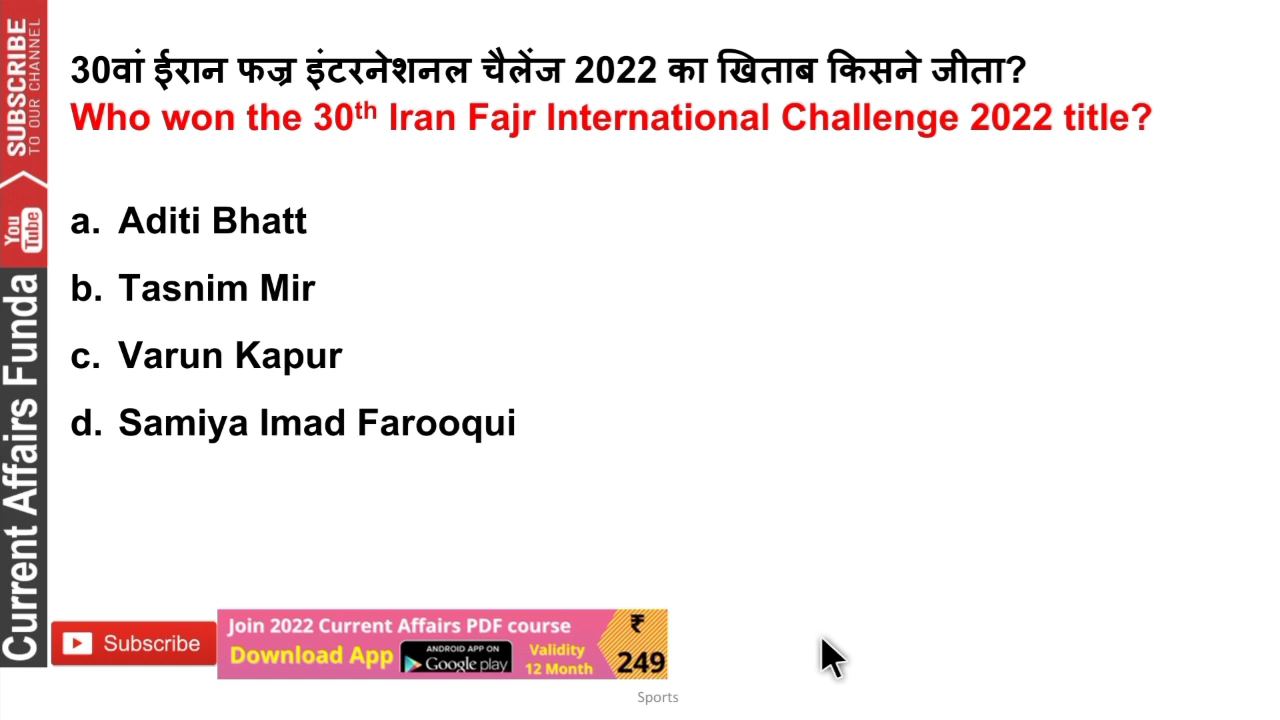 30वां ईरान फज्र इंटरनेशनल चैलेंज 2022 का खिताब किसने जीता?
Who won the 30th Iran Fajr International Challenge 2022 title?
a. Aditi Bhatt
b. Tasnim Mir
c. Varun Kapur
d. Samiya Imad Farooqui
SUBSCRIBE
TO OUR CHANNEL
You
Tube
Current Affairs Funda
Subscribe
Join 2022 Current Affairs PDF course
Download App
ANDROID APP ON
Google play
Validity
12 Month
₹
249
Sports